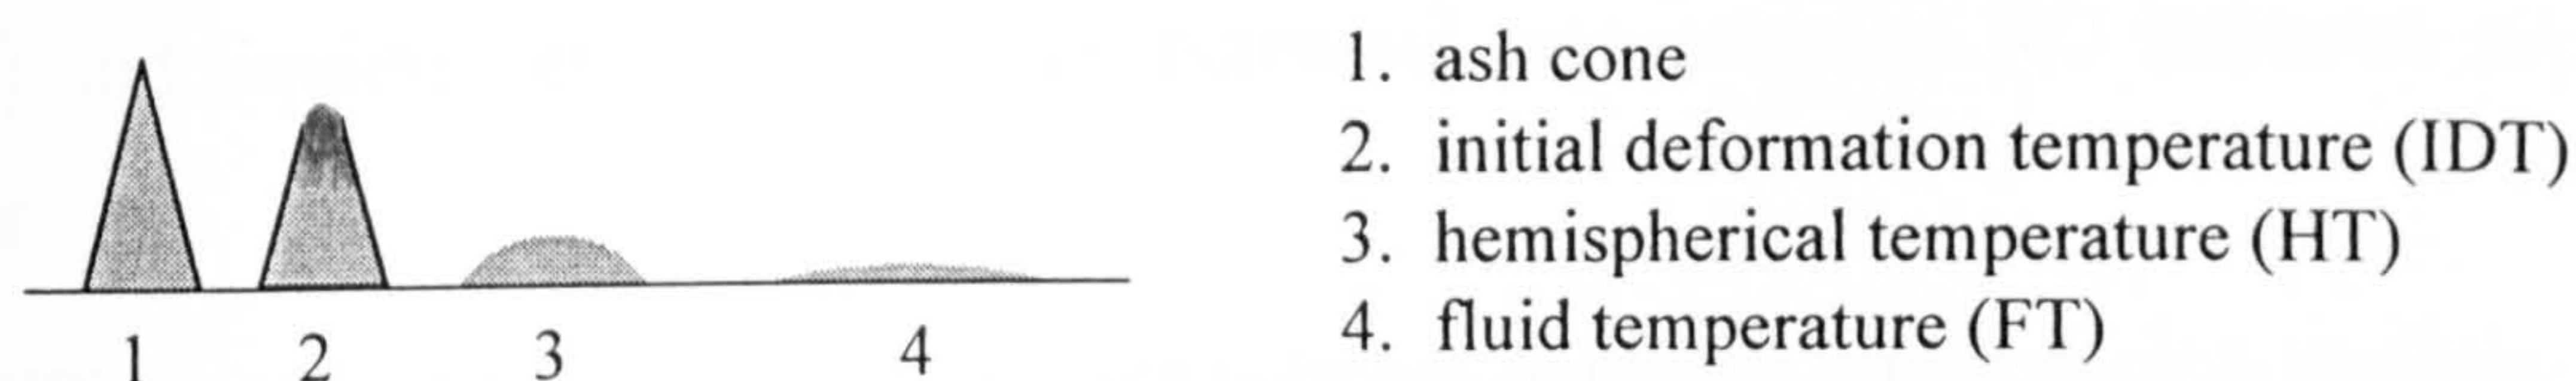 1 2 3 4
1. ash cone
2. initial deformation temperature (IDT)
3. hemispherical temperature (HT)
4. fluid temperature (FT)